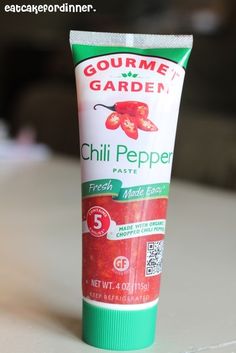 eatcakefordinner.
GOURMET
GARDEN
Chili Pepper
PASTE
Fresh Made Easy
5
MADE WITH ORGANIC
CHOPPED CHILI PEPPER
GF
NET WT. 4 OZ (115g)
KEEP REFRIGERATED